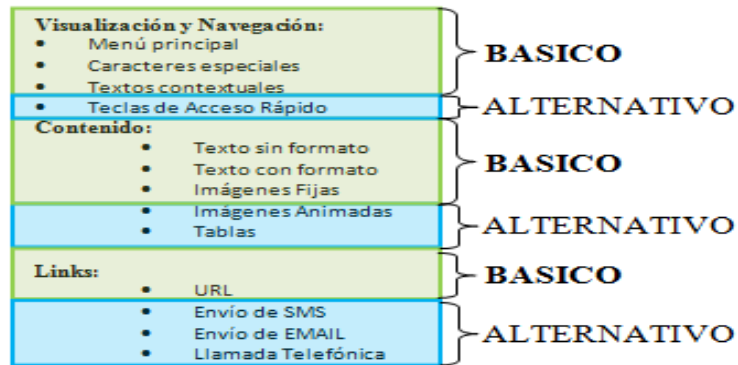 Visualización y Navegación:
• Menú principal
• Caracteres especiales
• Textos contextuales
BASICO
• Teclas de Acceso Rápido
ALTERNATIVO
Contenido:
• Texto sin formato
• Texto con formato
• Imágenes Fijas
BASICO
• Imágenes Animadas
• Tablas
ALTERNATIVO
Links:
• URL
BASICO
• Envío de SMS
• Envío de EMAIL
• Llamada Telefónica
ALTERNATIVO